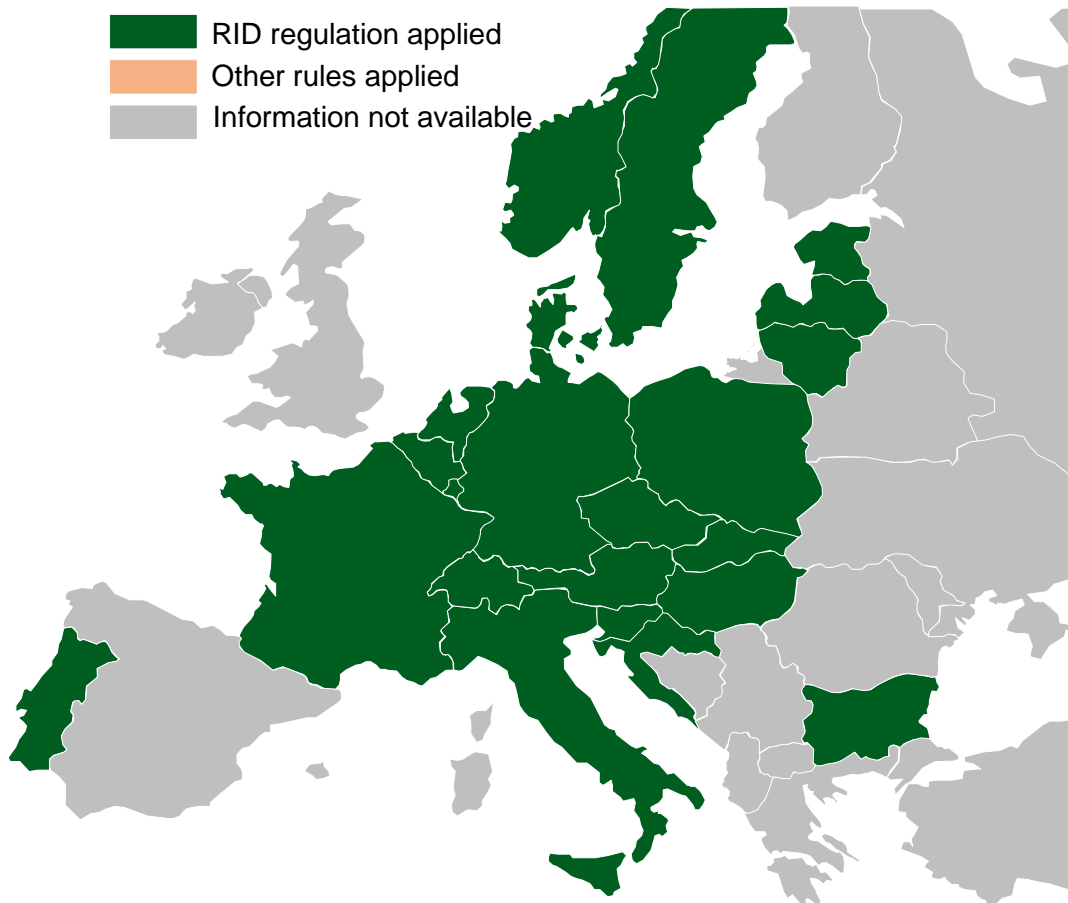 RID regulation applied
Other rules applied
Information not available